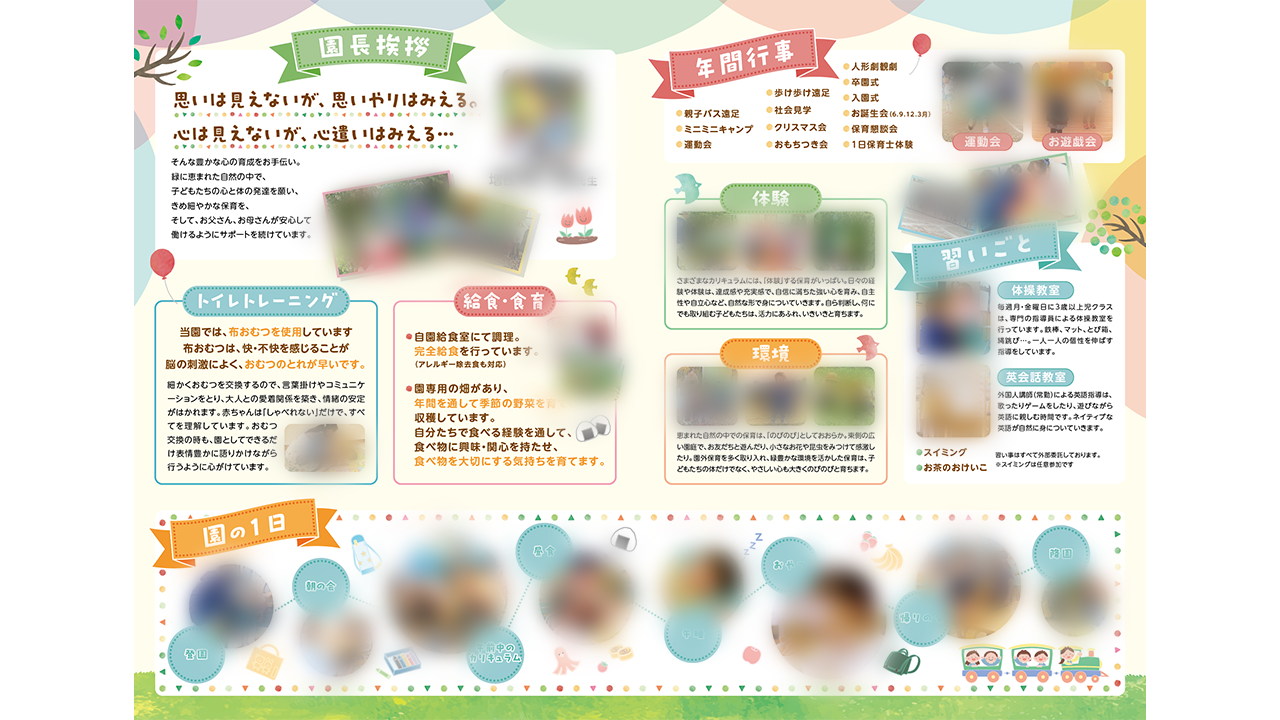 園長挨拶
思いは見えないが、思いやりはみえる。
心は見えないが、心遣いはみえる…
そんな豊かな心の育成をお手伝い。
緑に恵まれた自然の中で、
子どもたちの心と体の発達を願い、
きめ細やかな保育を、
そして、お父さん、お母さんが安心して
働けるようにサポートを続けています。
トイレトレーニング
当園では、布おむつを使用しています
布おむつは、快・不快を感じることが
脳の刺激によく、おむつのとれが早いです。
細かくおむつを交換するので、言葉掛けやコミュニケ
ーションをとり、大人との愛着関係を築き、情緒の安定
がはかれます。赤ちゃんは「しゃべれない」だけで、すべ
てを理解しています。おむつ
交換の時も、園としてできるだ
け表情豊かに語りかけながら
行うように心がけています。
給食・食育
自園給食室にて調理。
完全給食を行っています。
(アレルギー除去食も対応)
園専用の畑があり、
年間を通して季節の野菜を育て
収穫しています。
自分たちで食べる経験を通して、
食べ物に興味・関心を持たせ、
食べ物を大切にする気持ちを育てます。
年間行事
親子バス遠足
ミニミニキャンプ
運動会
歩け歩け遠足
社会見学
クリスマス会
おもちつき会
人形劇観劇
卒園式
入園式
お誕生会(6.9.12.3月)
保育懇談会
1日保育士体験
運動会
お遊戯会
体験
さまざまなカリキュラムには、「体験」する保育がいっぱい。日々の経
験や体験は、達成感や充実感で、自信に満ちた強い心を育み、自主
性や自立心など、自然な形で身についていきます。自ら判断し、何に
でも取り組む子どもたちは、活力にあふれ、いきいきと育ちます。
環境
恵まれた自然の中での保育は、「のびのび」としておおらか。東側の広
い園庭で、お友だちと遊んだり、小さなお花や昆虫をみつけて感激し
たり。園外保育を多く取り入れ、緑豊かな環境を活かした保育は、子
どもたちの体だけでなく、やさしい心も大きくのびのびと育ちます。
習いごと
体操教室
毎週月・金曜日に3歳以上児クラス
は、専門の指導員による体操教室を
行っています。鉄棒、マット、とび箱、
縄跳び…。一人一人の個性を伸ばす
指導をしています。
英会話教室
外国人講師(常勤)による英語指導は、
歌ったりゲームをしたり、遊びながら
英語に親しむ時間です。ネイティブな
英語が自然に身についていきます。
スイミング
お茶のおけいこ
習い事はすべて外部委託しております。
※スイミングは任意参加です
園の1日
登園
朝の会
午前中の
カリキュラム
昼食
午睡
おや
帰りの
降園